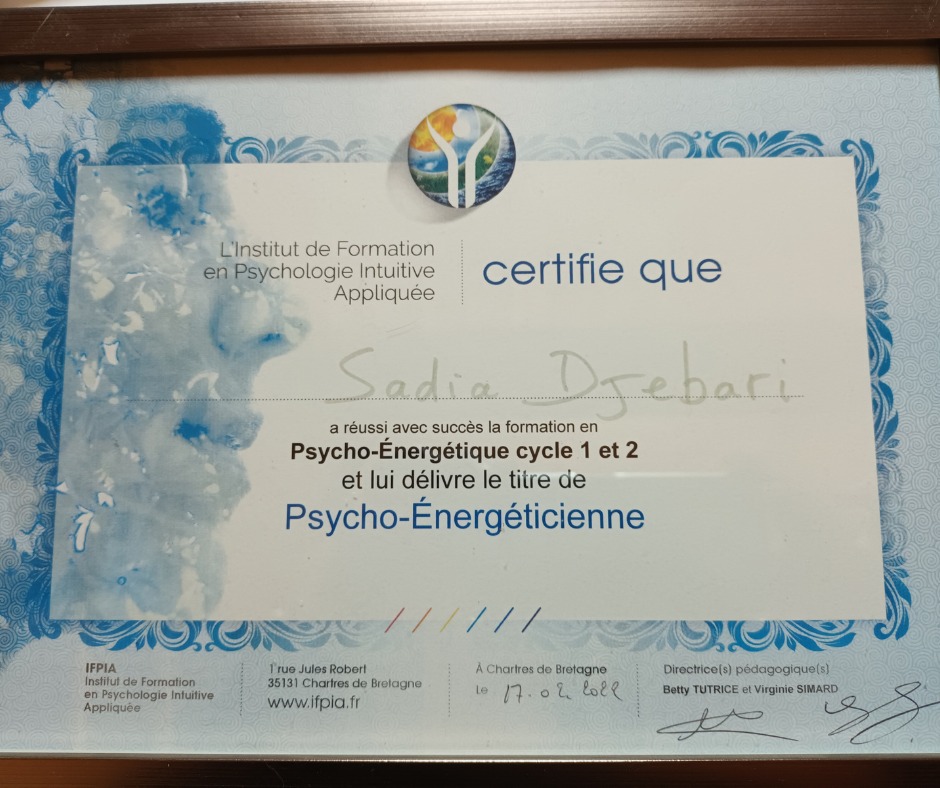 L'Institut de Formation
en Psychologie Intuitive
Appliquée
certifie que
Sadia Djebari
a réussi avec succès la formation en
Psycho-Énergétique cycle 1 et 2
et lui délivre le titre de
Psycho-Énergéticienne
IFPIA
Institut de Formation
en Psychologie Intuitive
Appliquée
1 rue Jules Robert
35131 Chartres de Bretagne
www.ifpia.fr
À Chartres de Bretagne
Le 17.02.2022
Directrice(s) pédagogique(s)
Betty TUTRICE et Virginie SIMARD